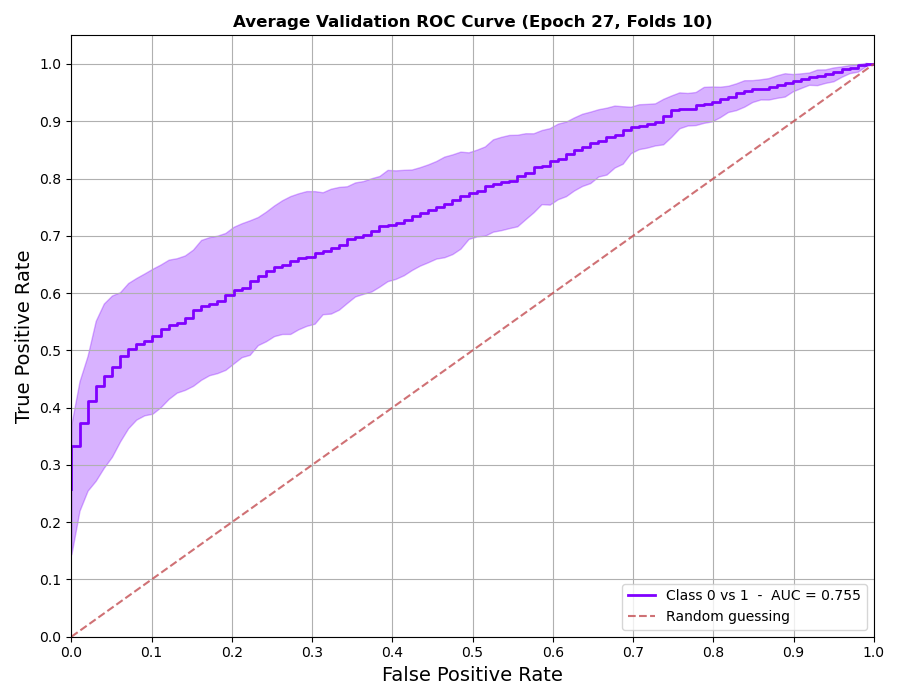 Average Validation ROC Curve (Epoch 27, Folds 10)
True Positive Rate
1.0
0.9
0.8
0.7
0.6
0.5
0.4
0.3
0.2
0.1
0.0
Class 0 vs 1 - AUC = 0.755
Random guessing
0.0 0.1 0.2 0.3 0.4 0.5 0.6 0.7 0.8 0.9 1.0
False Positive Rate